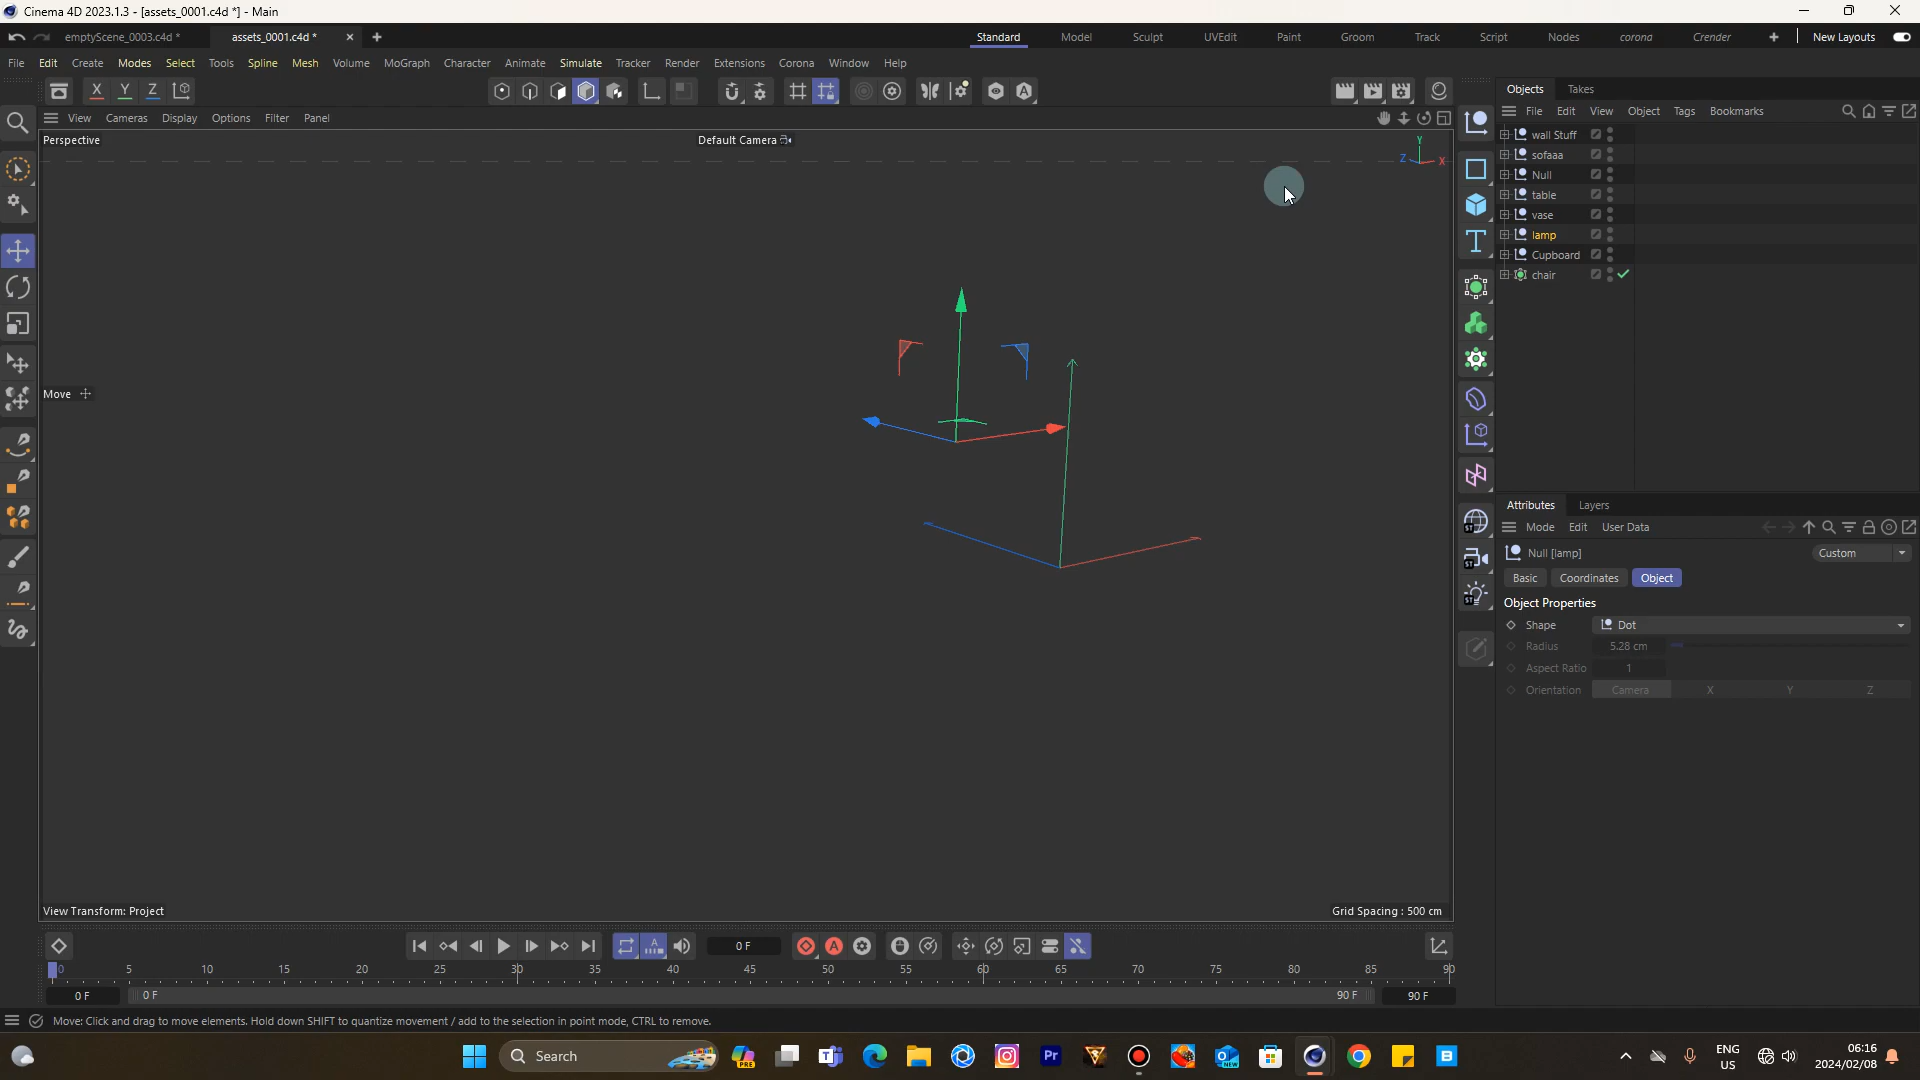 Cinema 4D 2023.1.3 - [assets_0001.c4d *] - Main
emptyScene_0003.c4d *
assets_0001.c4d *
Standard
Model
Sculpt
UVEdit
Paint
Groom
Track
Script
Nodes
corona
Crender
New Layouts
File Edit Create Modes Select Tools Spline Mesh Volume MoGraph Character Animate Simulate Tracker Render Extensions Corona Window Help
X Y Z
Objects Takes
File Edit View Object Tags Bookmarks
View Cameras Display Options Filter Panel
Perspective
Default Camera
Y
Z X
wall Stuff
sofaaa
Null
table
vase
lamp
Cupboard
chair
Move
Attributes Layers
Mode Edit User Data
Null [lamp]
Custom
Basic Coordinates Object
Object Properties
Shape Dot
Radius 5.28 cm
Aspect Ratio 1
Orientation Camera X Y Z
View Transform: Project
Grid Spacing : 500 cm
0 F
0 5 10 15 20 25 30 35 40 45 50 55 60 65 70 75 80 85 90
0 F 0 F 90 F 90 F
Move: Click and drag to move elements. Hold down SHIFT to quantize movement / add to the selection in point mode, CTRL to remove.
Search
PRE
Pr
NEW
ENG
US
06:16
2024/02/08